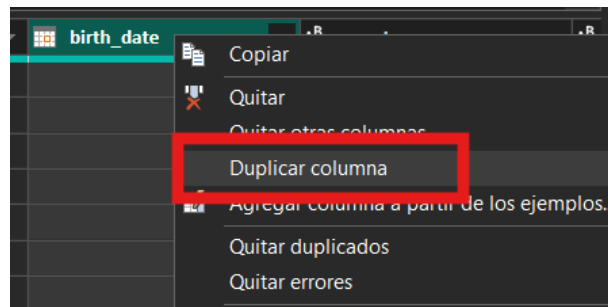 birth_date
Copiar
Quitar
Quitar otras columnas
Duplicar columna
Agregar columna a partir de los ejemplos.
Quitar duplicados
Quitar errores